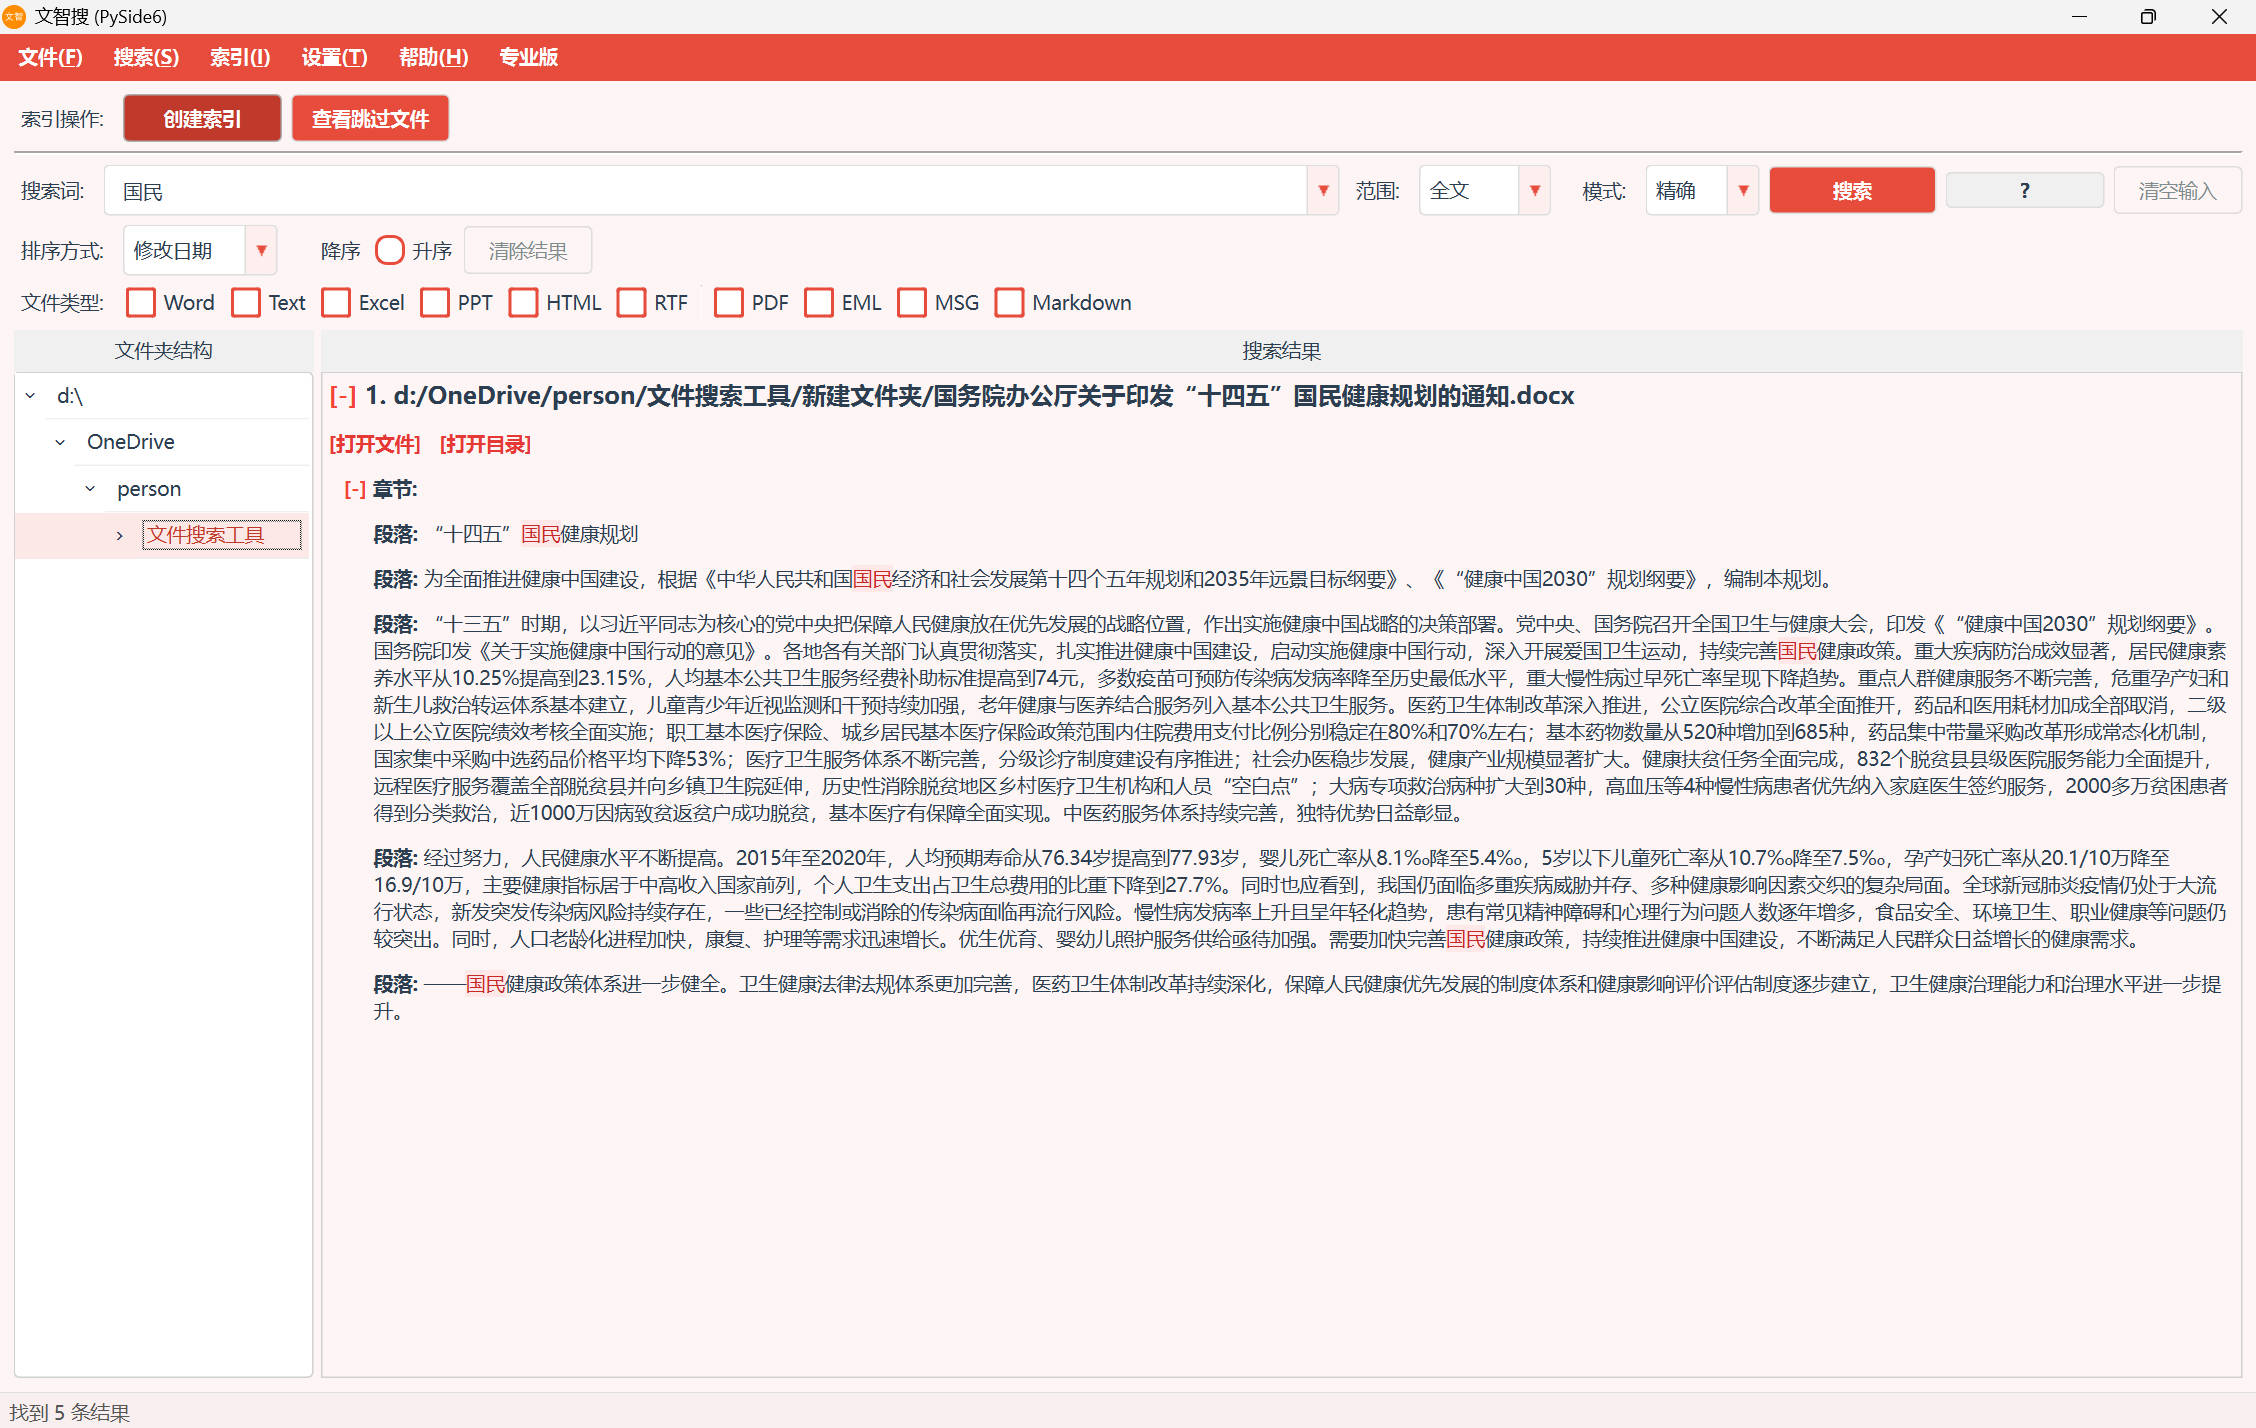 文智 文智搜 (PySide6)
文件(F) 搜索(S) 索引(I) 设置(T) 帮助(H) 专业版
索引操作: 创建索引 查看跳过文件
搜索词: 国民 范围: 全文 模式: 精确 搜索 ? 清空输入
排序方式: 修改日期 降序 升序 清除结果
文件类型: Word Text Excel PPT HTML RTF PDF EML MSG Markdown
文件夹结构
d:\
OneDrive
person
文件搜索工具
搜索结果
[-] 1. d:/OneDrive/person/文件搜索工具/新建文件夹/国务院办公厅关于印发“十四五”国民健康规划的通知.docx
[打开文件] [打开目录]
[-] 章节:
段落: “十四五”国民健康规划
段落: 为全面推进健康中国建设，根据《中华人民共和国国民经济和社会发展第十四个五年规划和2035年远景目标纲要》、《“健康中国2030”规划纲要》，编制本规划。
段落: “十三五”时期，以习近平同志为核心的党中央把保障人民健康放在优先发展的战略位置，作出实施健康中国战略的决策部署。党中央、国务院召开全国卫生与健康大会，印发《“健康中国2030”规划纲要》。
国务院印发《关于实施健康中国行动的意见》。各地各有关部门认真贯彻落实，扎实推进健康中国建设，启动实施健康中国行动，深入开展爱国卫生运动，持续完善国民健康政策。重大疾病防治成效显著，居民健康素
养水平从10.25%提高到23.15%，人均基本公共卫生服务经费补助标准提高到74元，多数疫苗可预防传染病发病率降至历史最低水平，重大慢性病过早死亡率呈现下降趋势。重点人群健康服务不断完善，危重孕产妇和
新生儿救治转运体系基本建立，儿童青少年近视监测和干预持续加强，老年健康与医养结合服务列入基本公共卫生服务。医药卫生体制改革深入推进，公立医院综合改革全面推开，药品和医用耗材加成全部取消，二级
以上公立医院绩效考核全面实施；职工基本医疗保险、城乡居民基本医疗保险政策范围内住院费用支付比例分别稳定在80%和70%左右；基本药物数量从520种增加到685种，药品集中带量采购改革形成常态化机制，
国家集中采购中选药品价格平均下降53%；医疗卫生服务体系不断完善，分级诊疗制度建设有序推进；社会办医稳步发展，健康产业规模显著扩大。健康扶贫任务全面完成，832个脱贫县县级医院服务能力全面提升，
远程医疗服务覆盖全部脱贫县并向乡镇卫生院延伸，历史性消除脱贫地区乡村医疗卫生机构和人员“空白点”；大病专项救治病种扩大到30种，高血压等4种慢性病患者优先纳入家庭医生签约服务，2000多万贫困患者
得到分类救治，近1000万因病致贫返贫户成功脱贫，基本医疗有保障全面实现。中医药服务体系持续完善，独特优势日益彰显。
段落: 经过努力，人民健康水平不断提高。2015年至2020年，人均预期寿命从76.34岁提高到77.93岁，婴儿死亡率从8.1‰降至5.4‰，5岁以下儿童死亡率从10.7‰降至7.5‰，孕产妇死亡率从20.1/10万降至
16.9/10万，主要健康指标居于中高收入国家前列，个人卫生支出占卫生总费用的比重下降到27.7%。同时也应看到，我国仍面临多重疾病威胁并存、多种健康影响因素交织的复杂局面。全球新冠肺炎疫情仍处于大流
行状态，新发突发传染病风险持续存在，一些已经控制或消除的传染病面临再流行风险。慢性病发病率上升且呈年轻化趋势，患有常见精神障碍和心理行为问题人数逐年增多，食品安全、环境卫生、职业健康等问题仍
较突出。同时，人口老龄化进程加快，康复、护理等需求迅速增长。优生优育、婴幼儿照护服务供给亟待加强。需要加快完善国民健康政策，持续推进健康中国建设，不断满足人民群众日益增长的健康需求。
段落: ——国民健康政策体系进一步健全。卫生健康法律法规体系更加完善，医药卫生体制改革持续深化，保障人民健康优先发展的制度体系和健康影响评价评估制度逐步建立，卫生健康治理能力和治理水平进一步提
升。
找到 5 条结果